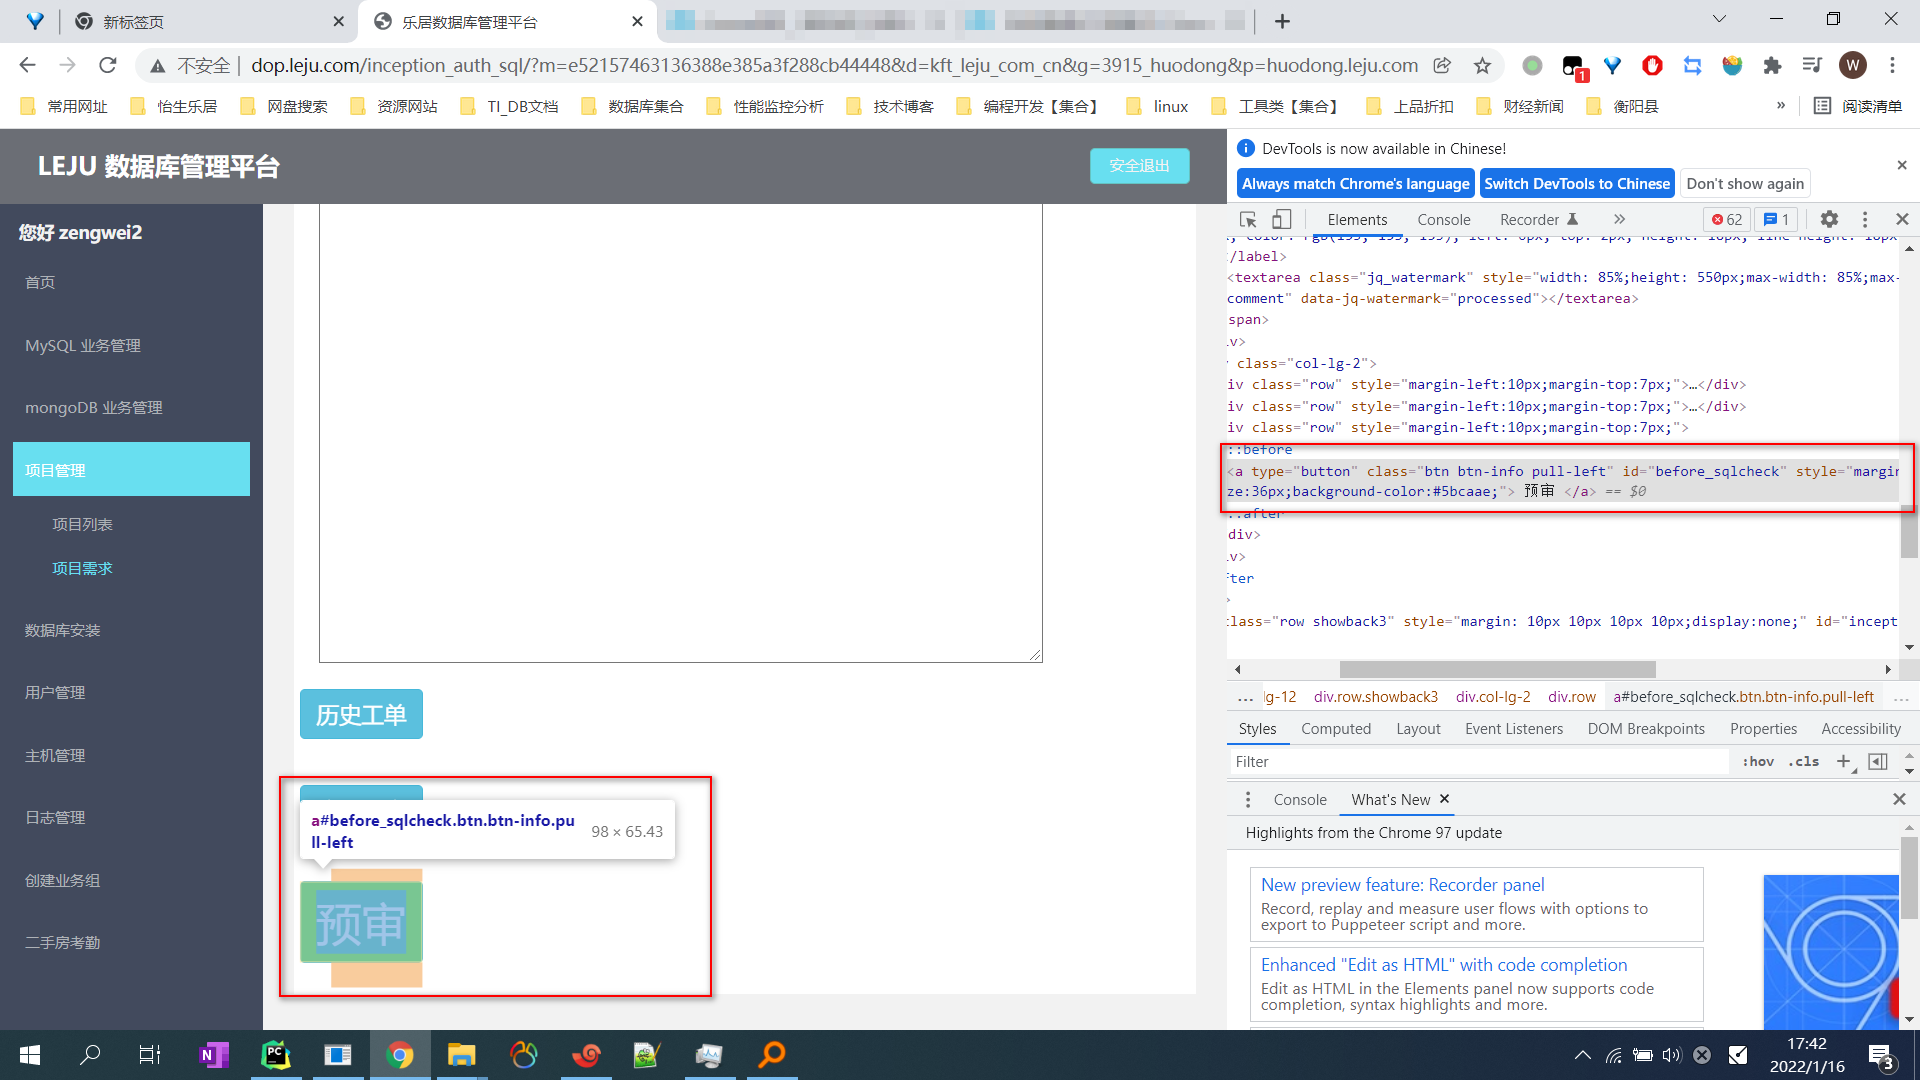 新标签页
乐居数据库管理平台
不安全
dop.leju.com/inception_auth_sql/?m=e52157463136388e385a3f288cb44448&d=kft_leju_com_cn&g=3915_huodong&p=huodong.leju.com
1
W
常用网址
怡生乐居
网盘搜索
资源网站
TI_DB文档
数据库集合
性能监控分析
技术博客
编程开发【集合】
linux
工具类【集合】
上品折扣
财经新闻
衡阳县
»
阅读清单
LEJU 数据库管理平台
安全退出
您好 zengwei2
首页
MySQL 业务管理
mongoDB 业务管理
项目管理
项目列表
项目需求
数据库安装
用户管理
主机管理
日志管理
创建业务组
二手房考勤
历史工单
a#before_sqlcheck.btn.btn-info.pu
ll-left
98 × 65.43
预审
DevTools is now available in Chinese!
Always match Chrome's language
Switch DevTools to Chinese
Don't show again
Elements
Console
Recorder
»
62
1
/label>
<textarea class="jq_watermark" style="width: 85%;height: 550px;max-width: 85%;max-
comment" data-jq-watermark="processed"></textarea>
span>
class="col-lg-2">
iv class="row" style="margin-left:10px;margin-top:7px;">…</div>
iv class="row" style="margin-left:10px;margin-top:7px;">…</div>
iv class="row" style="margin-left:10px;margin-top:7px;">
::before
<a type="button" class="btn btn-info pull-left" id="before_sqlcheck" style="margin
ze:36px;background-color:#5bcaae;"> 预审 </a> == $0
::after
div>
class="row showback3" style="margin: 10px 10px 10px 10px;display:none;" id="incept
...
lg-12
div.row.showback3
div.col-lg-2
div.row
a#before_sqlcheck.btn.btn-info.pull-left
...
Styles
Computed
Layout
Event Listeners
DOM Breakpoints
Properties
Accessibility
Filter
:hov
.cls
+
Console
What's New
Highlights from the Chrome 97 update
New preview feature: Recorder panel
Record, replay and measure user flows with options to
export to Puppeteer script and more.
Enhanced "Edit as HTML" with code completion
Edit as HTML in the Elements panel now supports code
completion, syntax highlights and more.
17:42
2022/1/16
3